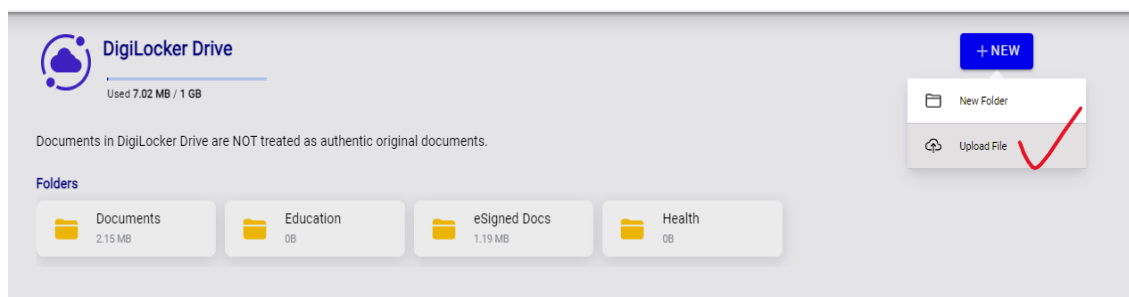 DigiLocker Drive
Used 7.02 MB / 1 GB
+ NEW
New Folder
Upload File
Documents in DigiLocker Drive are NOT treated as authentic original documents.
Folders
Documents
2.15 MB
Education
0B
eSigned Docs
1.19 MB
Health
0B